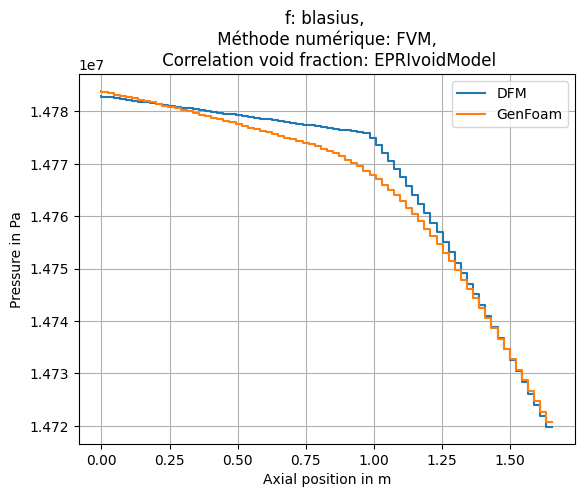 f: blasius,
Méthode numérique: FVM,
Correlation void fraction: EPRIvoidModel
1e7
DFM
GenFoam
1.478
1.477
1.476
1.475
1.474
1.473
1.472
Pressure in Pa
0.00 0.25 0.50 0.75 1.00 1.25 1.50
Axial position in m